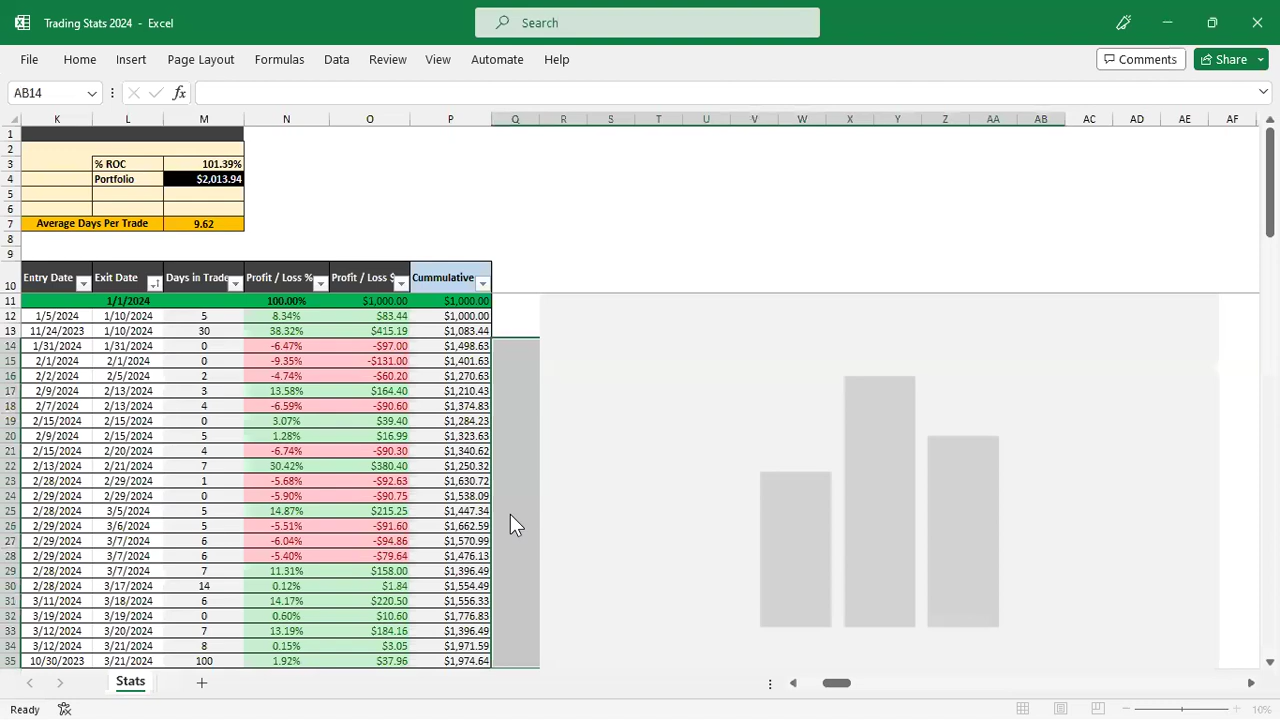 Trading Stats 2024 - Excel
Search
File Home Insert Page Layout Formulas Data Review View Automate Help
Comments Share
AB14 fx
K L M N O P Q R S T U V W X Y Z AA AB AC AD AE AF
1
2
3 % ROC 101.39%
4 Portfolio $2,013.94
5
6
7 Average Days Per Trade 9.62
8
9
10 Entry Date Exit Date Days in Trade Profit / Loss % Profit / Loss $ Cummulative
11 1/1/2024 100.00% $1,000.00 $1,000.00
12 1/5/2024 1/10/2024 5 8.34% $83.44 $1,000.00
13 11/24/2023 1/10/2024 30 38.32% $415.19 $1,083.44
14 1/31/2024 1/31/2024 0 -6.47% -$97.00 $1,498.63
15 2/1/2024 2/1/2024 0 -9.35% -$131.00 $1,401.63
16 2/2/2024 2/5/2024 2 -4.74% -$60.20 $1,270.63
17 2/9/2024 2/13/2024 3 13.58% $164.40 $1,210.43
18 2/7/2024 2/13/2024 4 -6.59% -$90.60 $1,374.83
19 2/15/2024 2/15/2024 0 3.07% $39.40 $1,284.23
20 2/9/2024 2/15/2024 5 1.28% $16.99 $1,323.63
21 2/15/2024 2/20/2024 4 -6.74% -$90.30 $1,340.62
22 2/13/2024 2/21/2024 7 30.42% $380.40 $1,250.32
23 2/28/2024 2/29/2024 1 -5.68% -$92.63 $1,630.72
24 2/29/2024 2/29/2024 0 -5.90% -$90.75 $1,538.09
25 2/28/2024 3/5/2024 5 14.87% $215.25 $1,447.34
26 2/29/2024 3/6/2024 5 -5.51% -$91.60 $1,662.59
27 2/29/2024 3/7/2024 6 -6.04% -$94.86 $1,570.99
28 2/29/2024 3/7/2024 6 -5.40% -$79.64 $1,476.13
29 2/28/2024 3/7/2024 7 11.31% $158.00 $1,396.49
30 2/28/2024 3/17/2024 14 0.12% $1.84 $1,554.49
31 3/11/2024 3/18/2024 6 14.17% $220.50 $1,556.33
32 3/19/2024 3/19/2024 0 0.60% $10.60 $1,776.83
33 3/12/2024 3/20/2024 7 13.19% $184.16 $1,396.49
34 3/12/2024 3/21/2024 8 0.15% $3.05 $1,971.59
35 10/30/2023 3/21/2024 100 1.92% $37.96 $1,974.64
Stats
Ready 10%